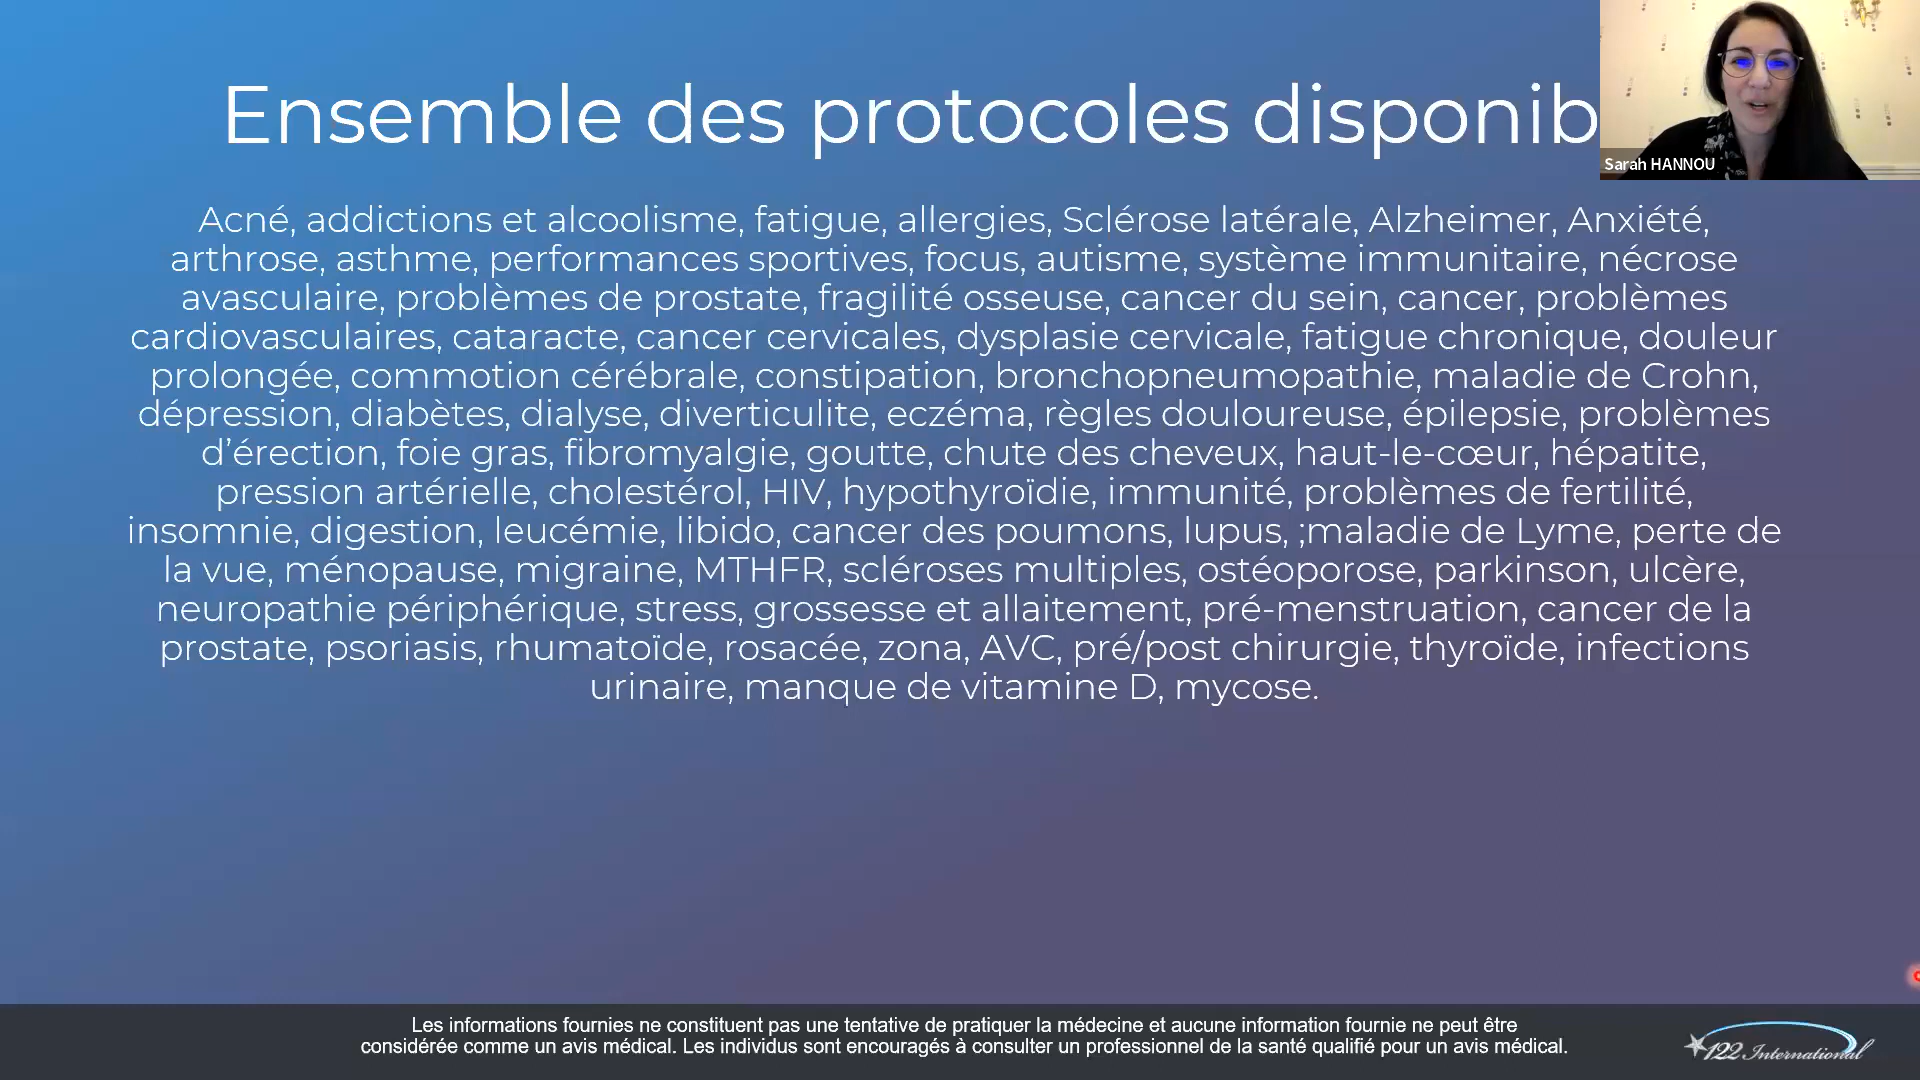 Ensemble des protocoles disponib
Sarah HANNOU
Acné, addictions et alcoolisme, fatigue, allergies, Sclérose latérale, Alzheimer, Anxiété,
arthrose, asthme, performances sportives, focus, autisme, système immunitaire, nécrose
avasculaire, problèmes de prostate, fragilité osseuse, cancer du sein, cancer, problèmes
cardiovasculaires, cataracte, cancer cervicales, dysplasie cervicale, fatigue chronique, douleur
prolongée, commotion cérébrale, constipation, bronchopneumopathie, maladie de Crohn,
dépression, diabètes, dialyse, diverticulite, eczéma, règles douloureuse, épilepsie, problèmes
d’érection, foie gras, fibromyalgie, goutte, chute des cheveux, haut-le-cœur, hépatite,
pression artérielle, cholestérol, HIV, hypothyroïdie, immunité, problèmes de fertilité,
insomnie, digestion, leucémie, libido, cancer des poumons, lupus, ;maladie de Lyme, perte de
la vue, ménopause, migraine, MTHFR, scléroses multiples, ostéoporose, parkinson, ulcère,
neuropathie périphérique, stress, grossesse et allaitement, pré-menstruation, cancer de la
prostate, psoriasis, rhumatoïde, rosacée, zona, AVC, pré/post chirurgie, thyroïde, infections
urinaire, manque de vitamine D, mycose.
Les informations fournies ne constituent pas une tentative de pratiquer la médecine et aucune information fournie ne peut être
considérée comme un avis médical. Les individus sont encouragés à consulter un professionnel de la santé qualifié pour un avis médical.
122 International